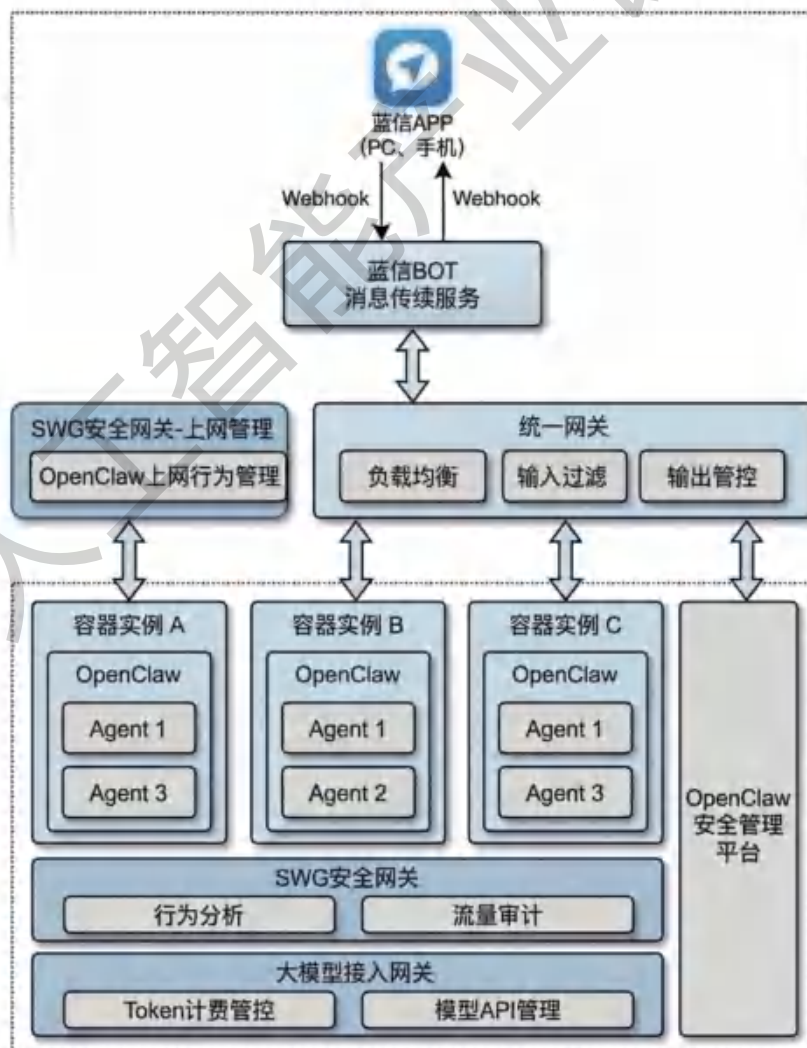 蓝信APP
(PC、手机)
Webhook
Webhook
蓝信BOT
消息传续服务
SWG安全网关-上网管理
OpenClaw上网行为管理
统一网关
负载均衡
输入过滤
输出管控
容器实例 A
OpenClaw
Agent 1
Agent 3
容器实例 B
OpenClaw
Agent 1
Agent 2
容器实例 C
OpenClaw
Agent 1
Agent 3
OpenClaw
安全管理
平台
SWG安全网关
行为分析
流量审计
大模型接入网关
Token计费管控
模型API管理
人工智能产业